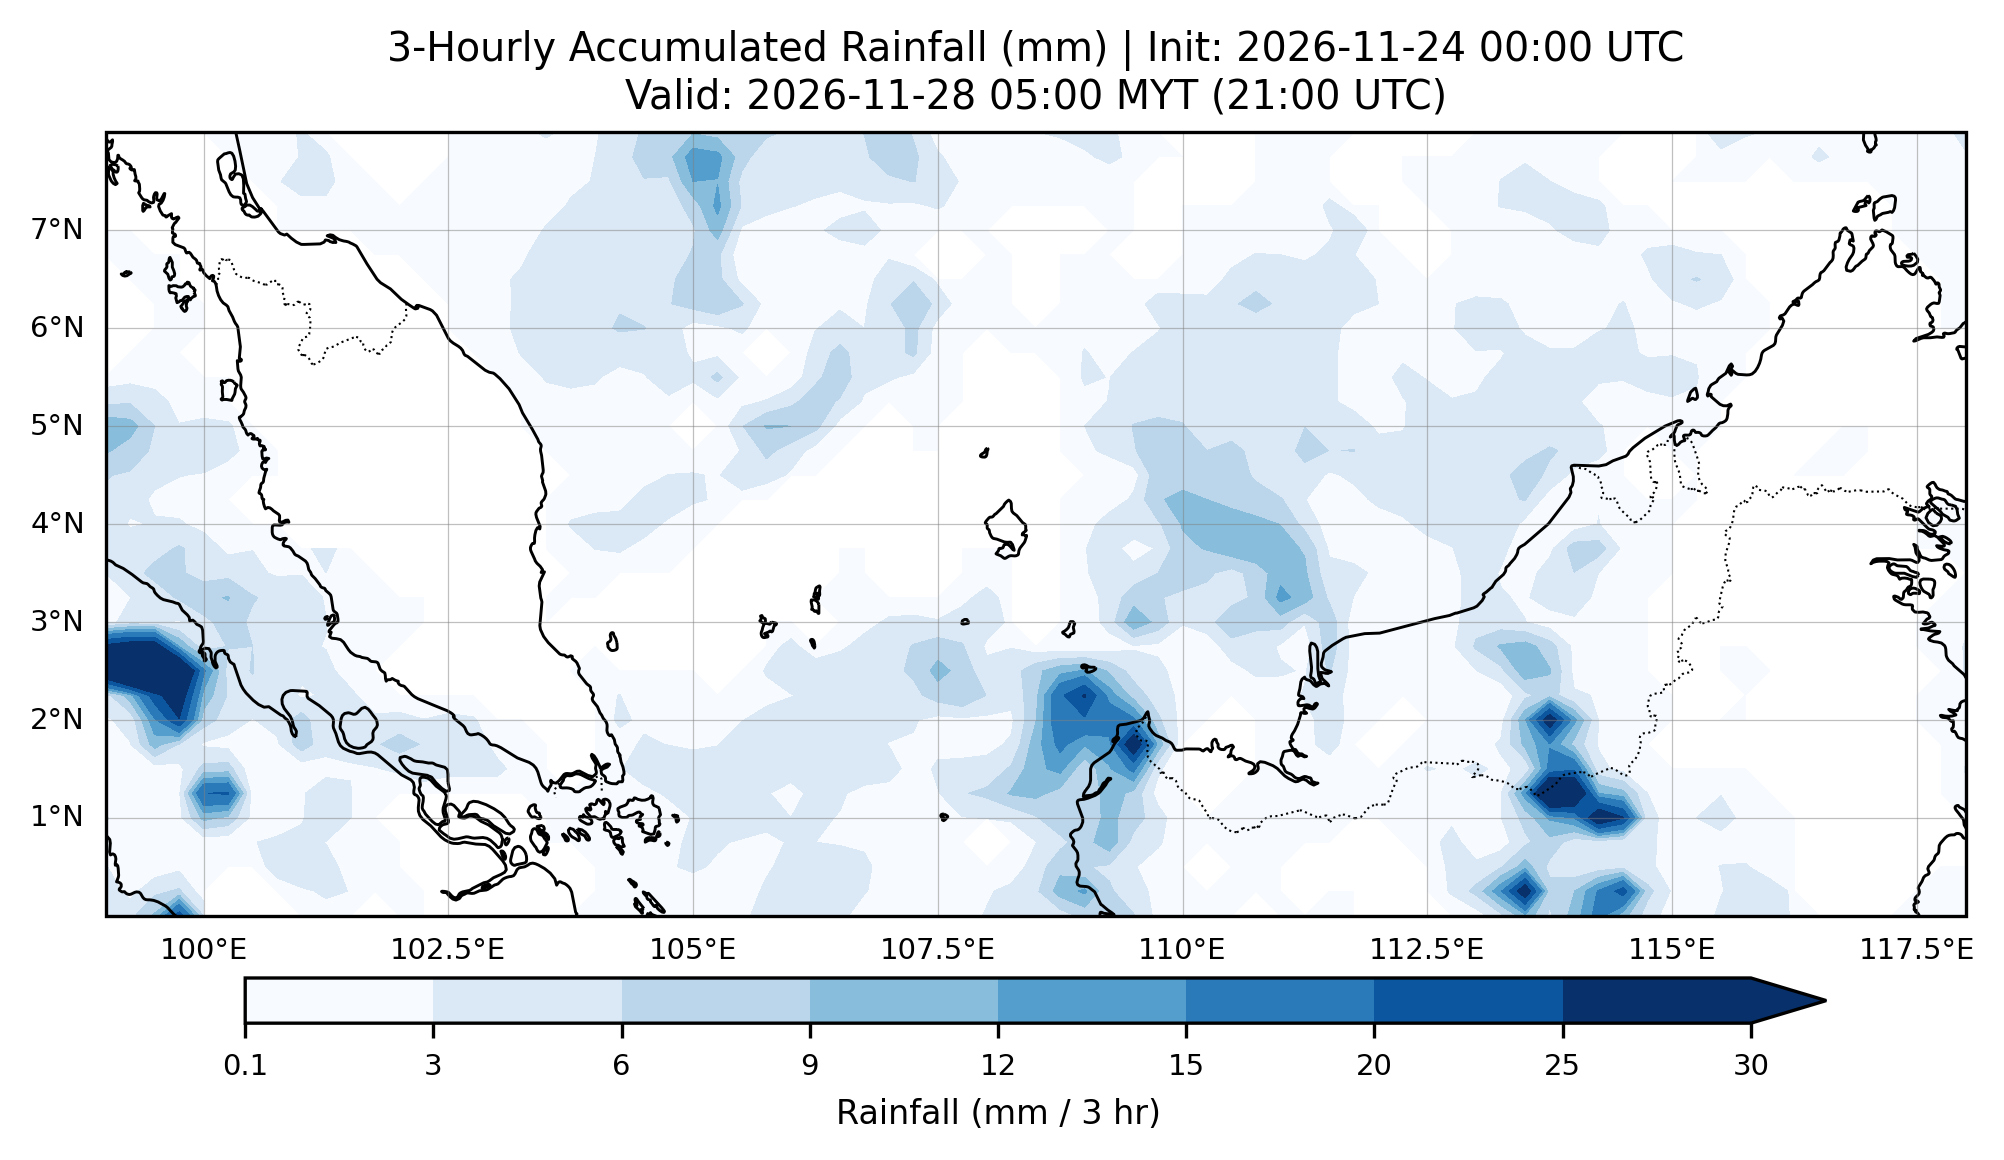 3-Hourly Accumulated Rainfall (mm) | Init: 2026-11-24 00:00 UTC
Valid: 2026-11-28 05:00 MYT (21:00 UTC)
7°N
6°N
5°N
4°N
3°N
2°N
1°N
100°E 102.5°E 105°E 107.5°E 110°E 112.5°E 115°E 117.5°E
0.1 3 6 9 12 15 20 25 30
Rainfall (mm / 3 hr)